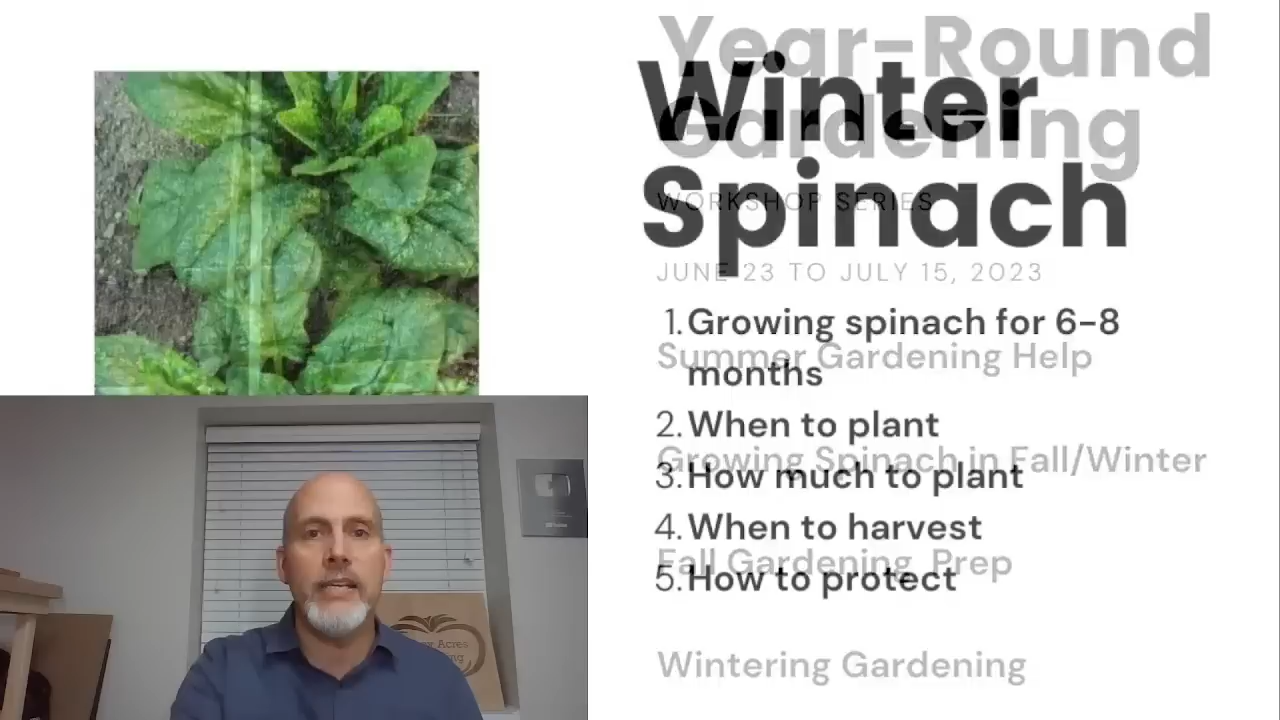 Year-Round
Gardening
WORKSHOP SERIES
JUNE 23 TO JULY 15, 2023
Summer Gardening Help
Growing Spinach in Fall/Winter
Fall Gardening Prep
Wintering Gardening
Winter
Spinach
1. Growing spinach for 6-8
months
2. When to plant
3. How much to plant
4. When to harvest
5. How to protect
Acres